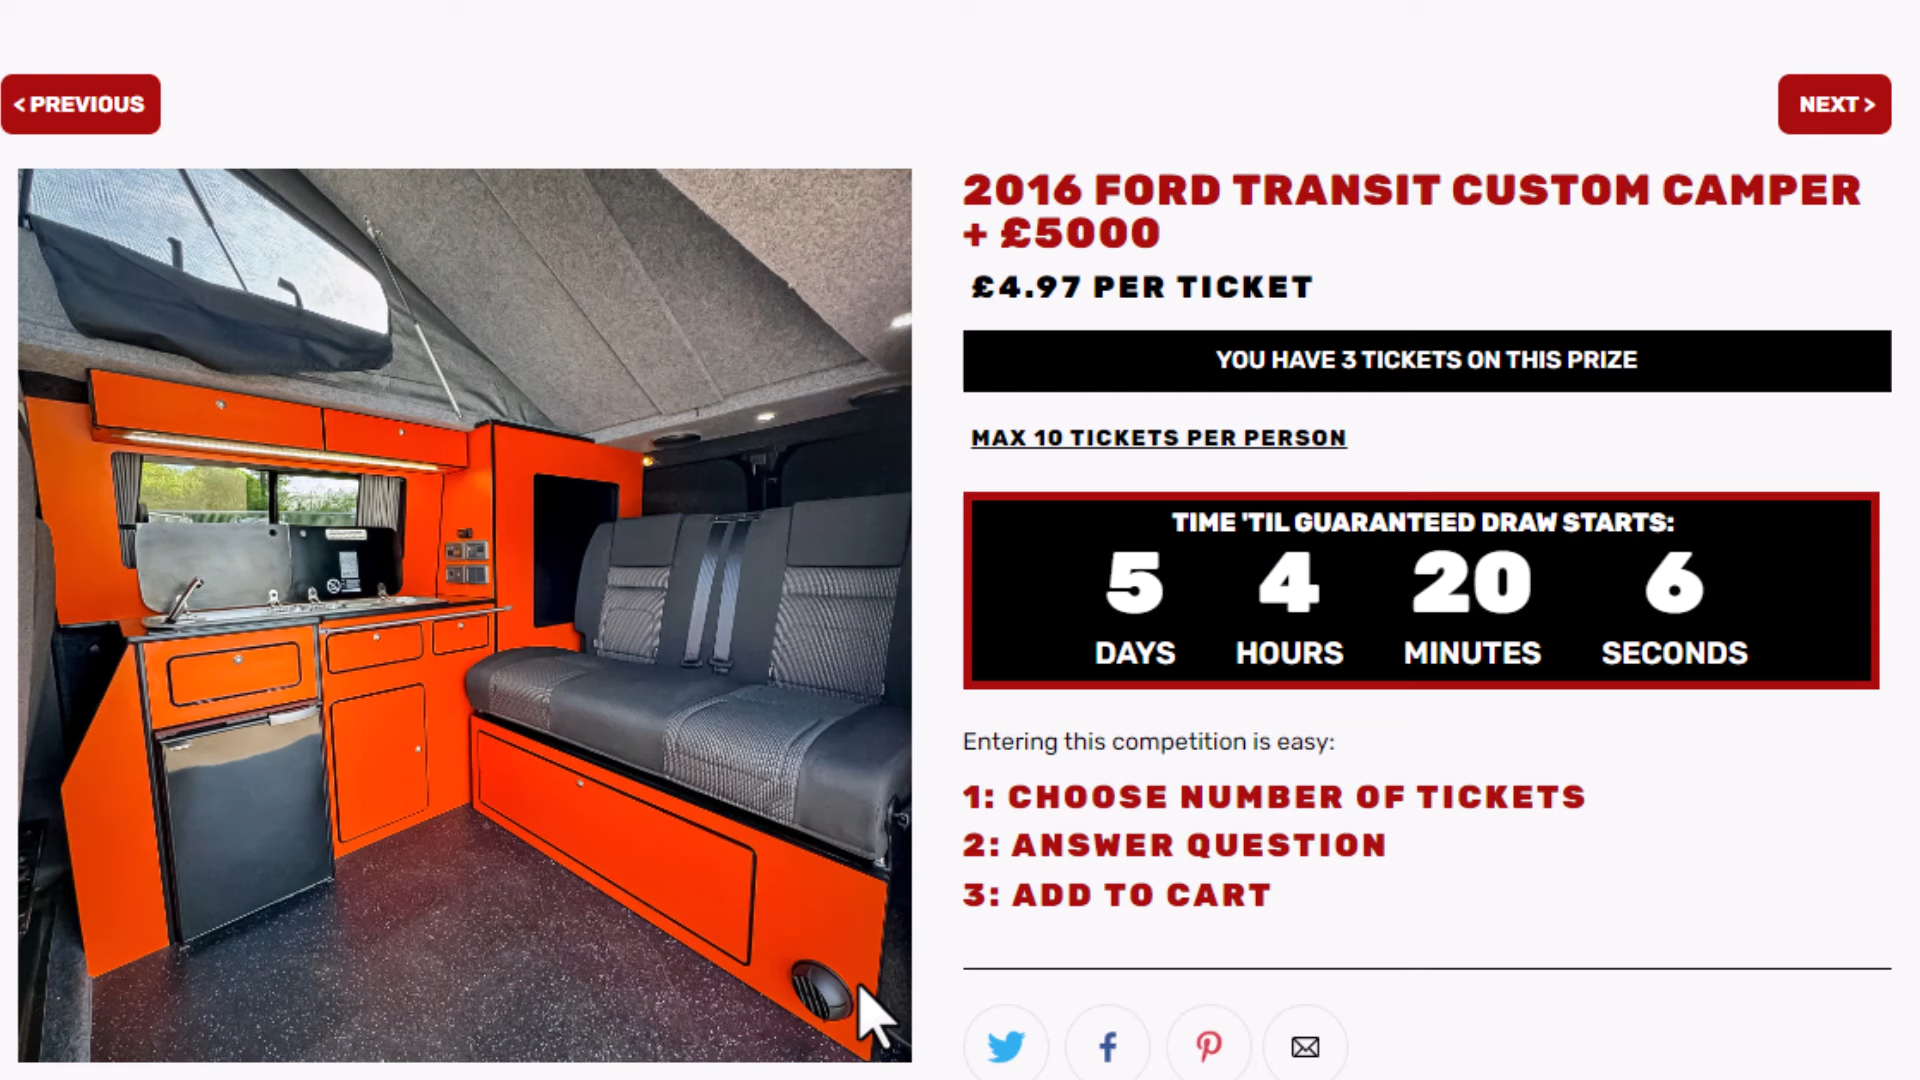 < PREVIOUS
NEXT >
2016 FORD TRANSIT CUSTOM CAMPER
+ £5000
£4.97 PER TICKET
YOU HAVE 3 TICKETS ON THIS PRIZE
MAX 10 TICKETS PER PERSON
TIME 'TIL GUARANTEED DRAW STARTS:
5 4 20 6
DAYS HOURS MINUTES SECONDS
Entering this competition is easy:
1: CHOOSE NUMBER OF TICKETS
2: ANSWER QUESTION
3: ADD TO CART